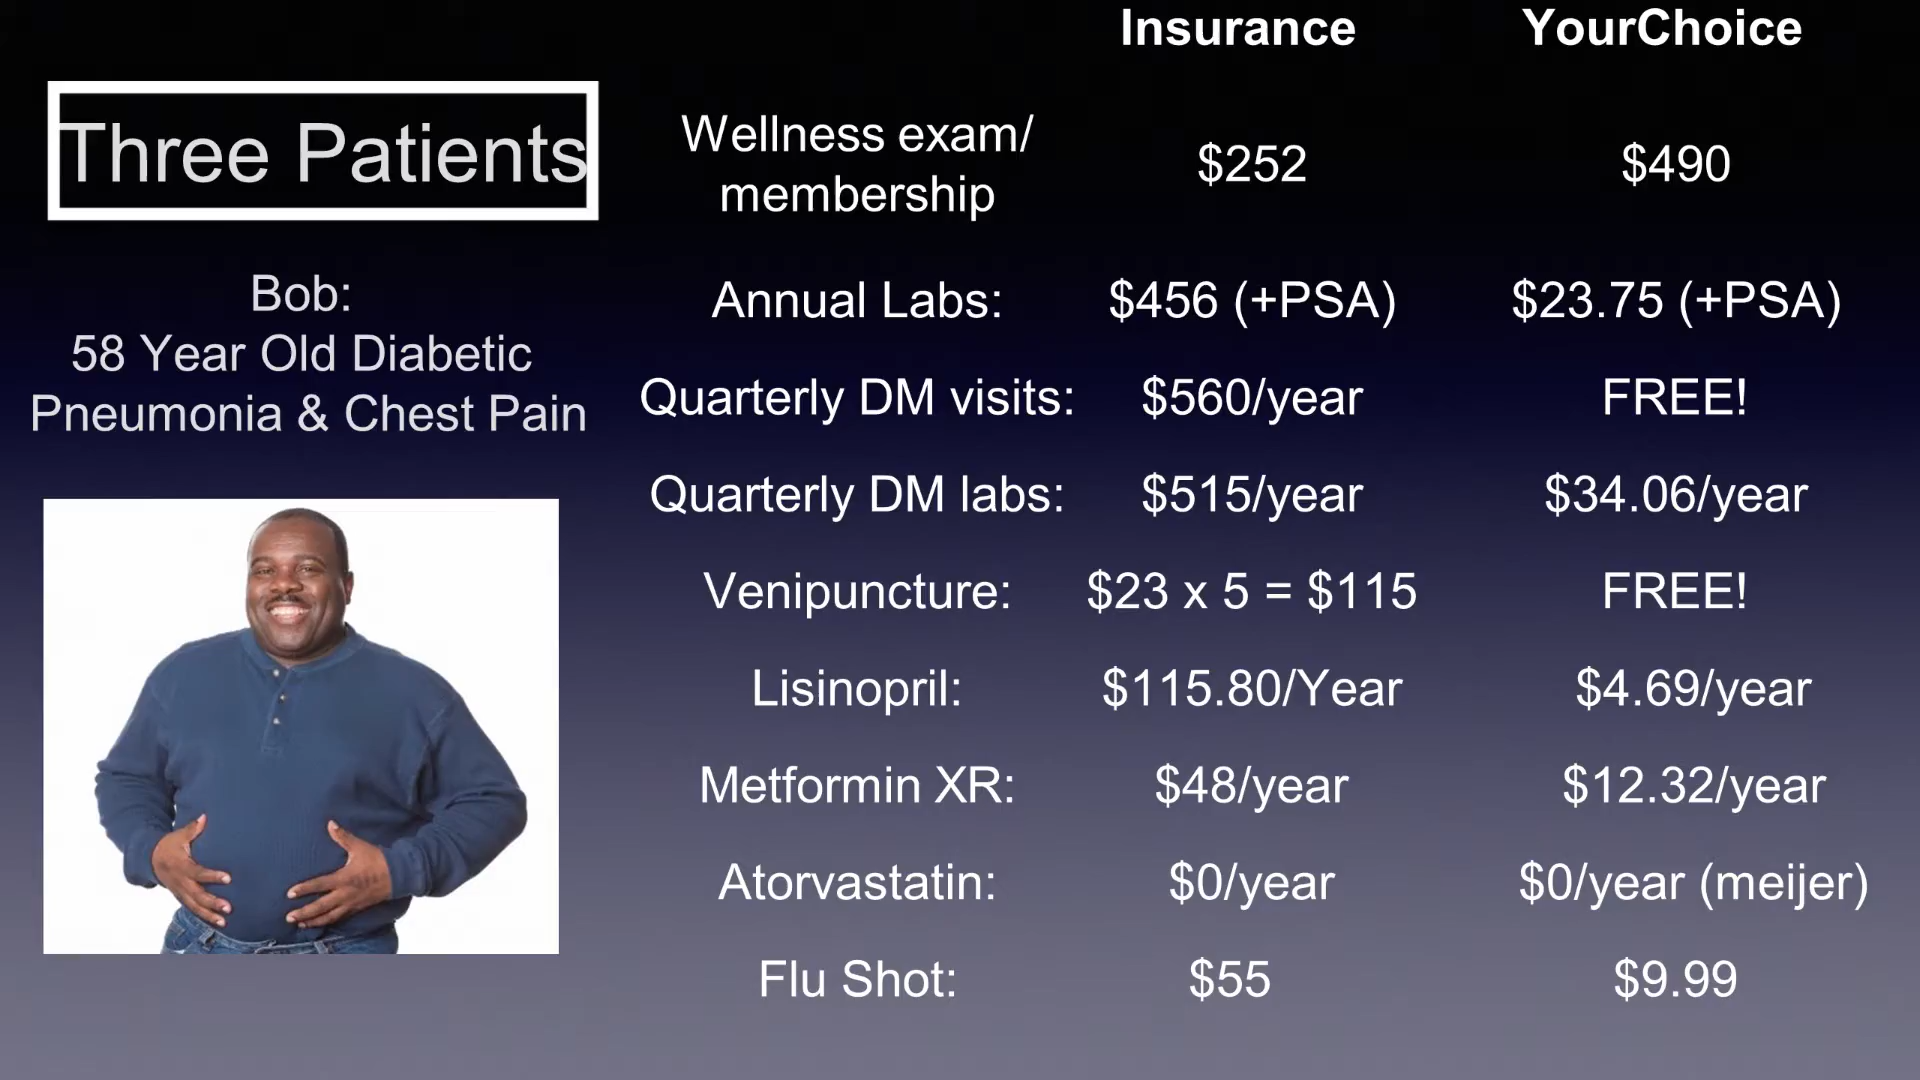 Insurance YourChoice
Three Patients
Bob:
58 Year Old Diabetic
Pneumonia & Chest Pain
Wellness exam/
membership $252 $490
Annual Labs: $456 (+PSA) $23.75 (+PSA)
Quarterly DM visits: $560/year FREE!
Quarterly DM labs: $515/year $34.06/year
Venipuncture: $23 x 5 = $115 FREE!
Lisinopril: $115.80/Year $4.69/year
Metformin XR: $48/year $12.32/year
Atorvastatin: $0/year $0/year (meijer)
Flu Shot: $55 $9.99